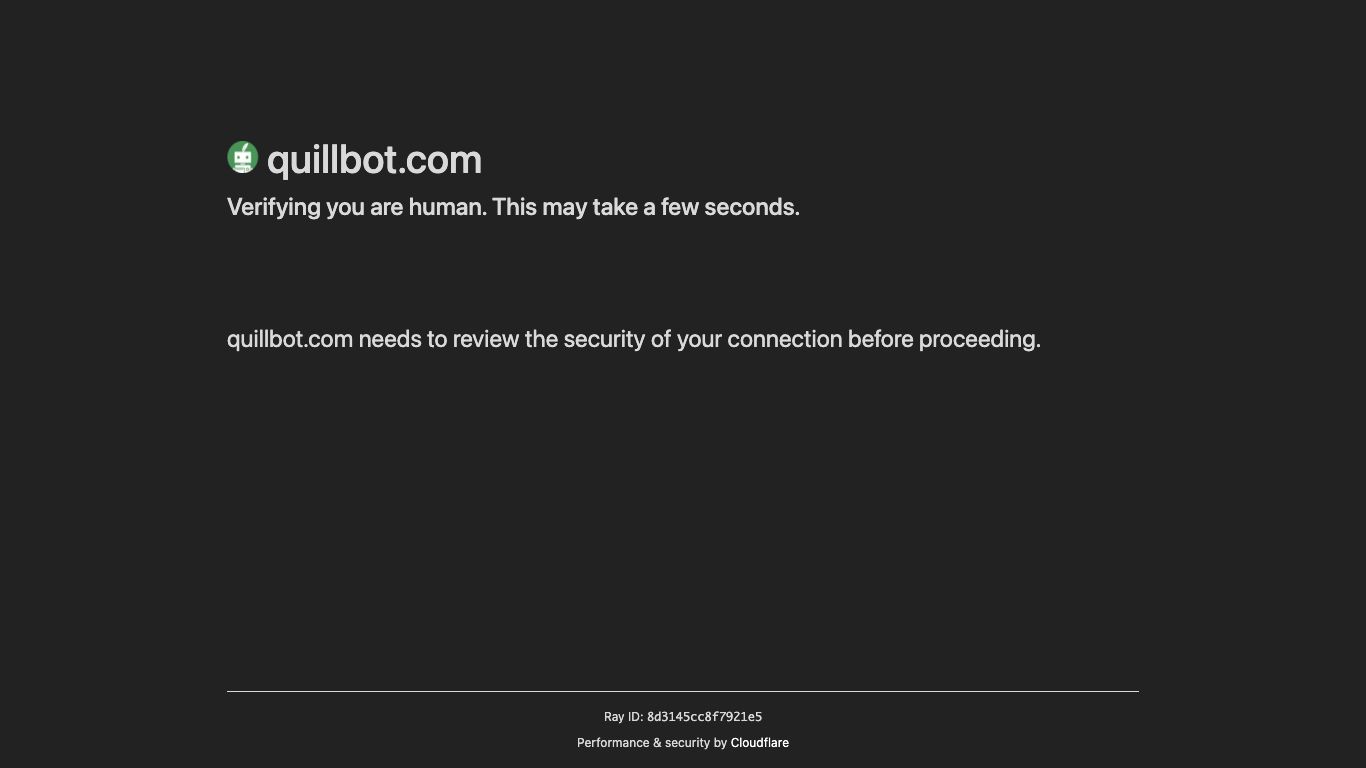 quillbot.com
Verifying you are human. This may take a few seconds.
quillbot.com needs to review the security of your connection before proceeding.
Ray ID: 8d3145cc8f7921e5
Performance & security by Cloudflare